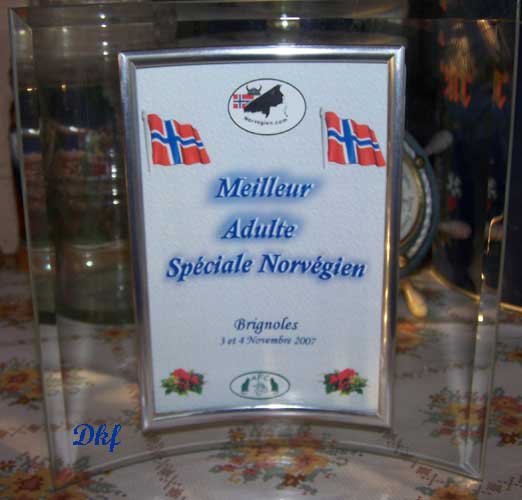 Norvegien.com
Meilleur
Adulte
Spéciale Norvégien
Brignoles
3 et 4 Novembre 2007
Dkf